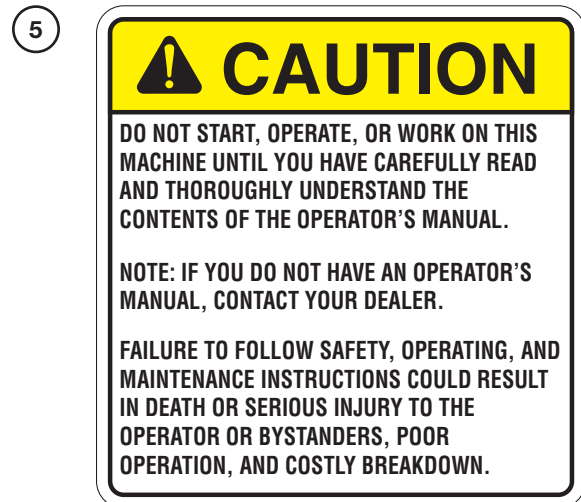 5
CAUTION
DO NOT START, OPERATE, OR WORK ON THIS
MACHINE UNTIL YOU HAVE CAREFULLY READ
AND THOROUGHLY UNDERSTAND THE
CONTENTS OF THE OPERATOR’S MANUAL.
NOTE: IF YOU DO NOT HAVE AN OPERATOR’S
MANUAL, CONTACT YOUR DEALER.
FAILURE TO FOLLOW SAFETY, OPERATING, AND
MAINTENANCE INSTRUCTIONS COULD RESULT
IN DEATH OR SERIOUS INJURY TO THE
OPERATOR OR BYSTANDERS, POOR
OPERATION, AND COSTLY BREAKDOWN.